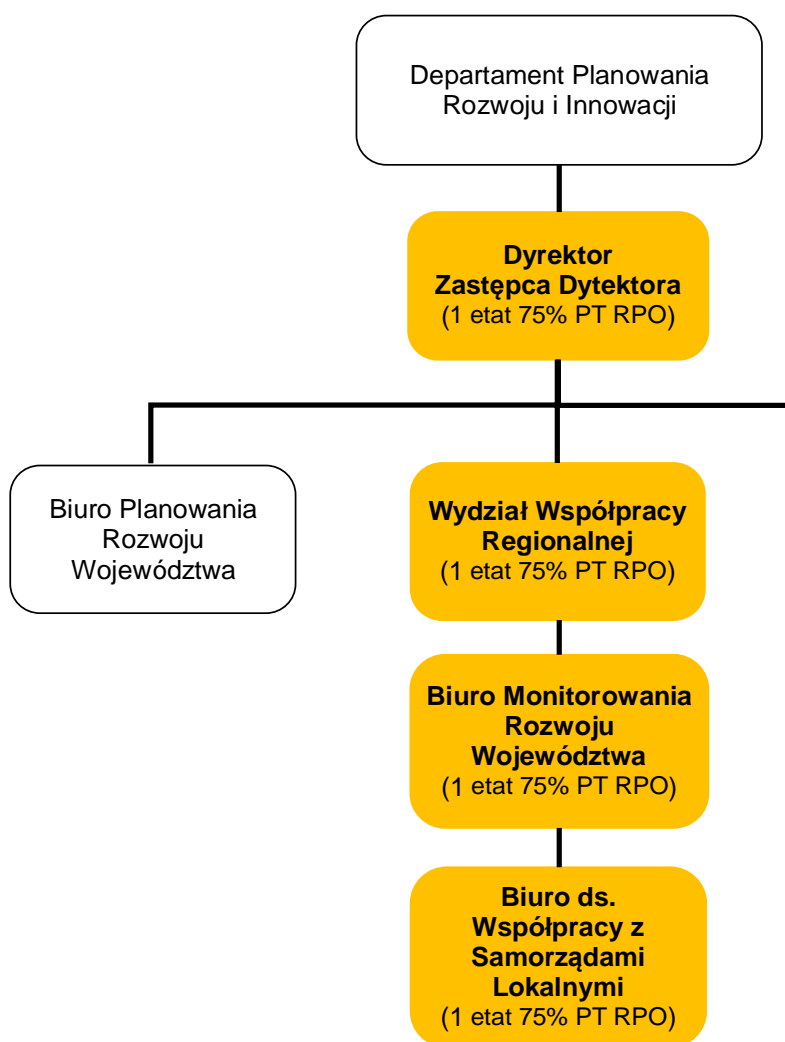 Departament Planowania
Rozwoju i Innowacji
Dyrektor
Zastępca Dytektora
(1 etat 75% PT RPO)
Biuro Planowania
Rozwoju
Województwa
Wydział Współpracy
Regionalnej
(1 etat 75% PT RPO)
Biuro Monitorowania
Rozwoju
Województwa
(1 etat 75% PT RPO)
Biuro ds.
Współpracy z
Samorządami
Lokalnymi
(1 etat 75% PT RPO)